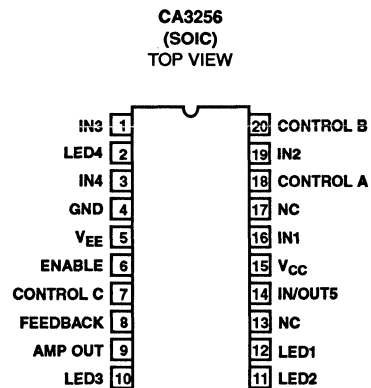 CA3256
(SOIC)
TOP VIEW
IN3 1 20 CONTROL B
LED4 2 19 IN2
IN4 3 18 CONTROL A
GND 4 17 NC
VEE 5 16 IN1
ENABLE 6 15 VCC
CONTROL C 7 14 IN/OUT5
FEEDBACK 8 13 NC
AMP OUT 9 12 LED1
LED3 10 11 LED2